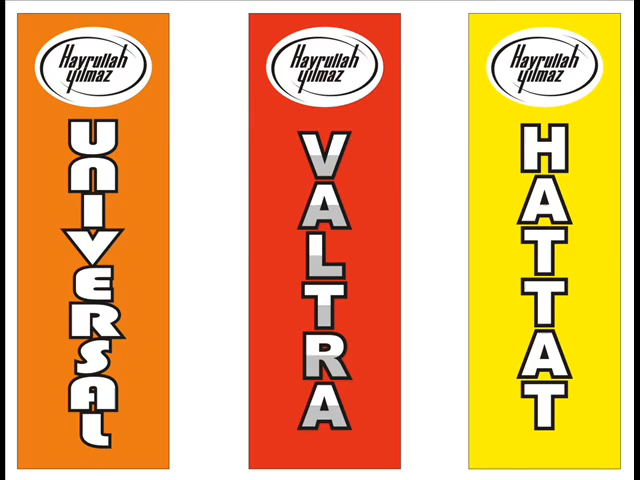 Hayrullah
yılmaz
UNIVERSAL
Hayrullah
yılmaz
VALTRA
Hayrullah
yılmaz
HATTAT